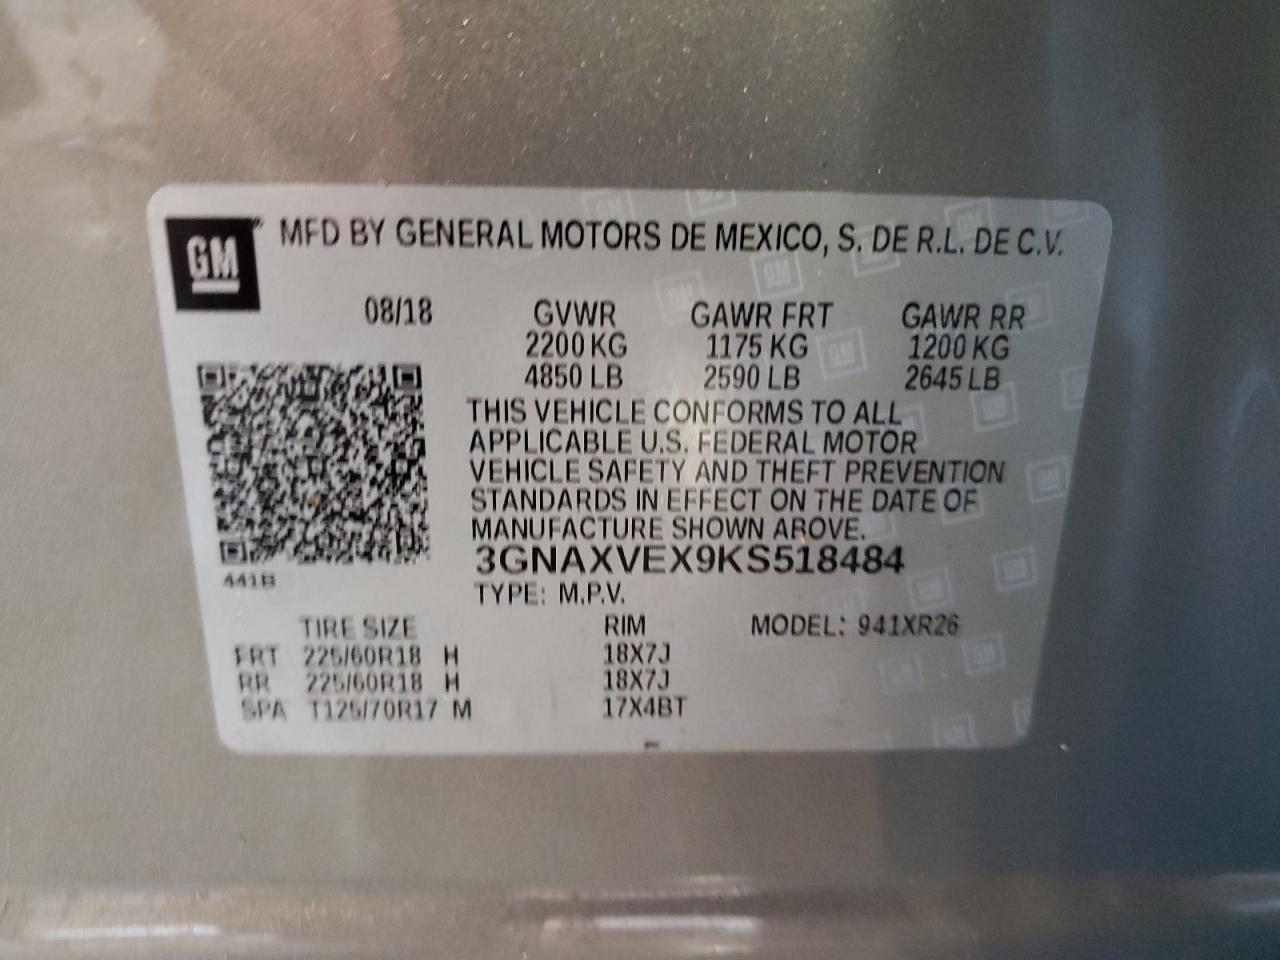 GM ® MFD BY GENERAL MOTORS DE MEXICO, S. DE R.L. DE C.V.
08/18 GVWR GAWR FRT GAWR RR
2200 KG 1175 KG 1200 KG
4850 LB 2590 LB 2645 LB
THIS VEHICLE CONFORMS TO ALL
APPLICABLE U.S. FEDERAL MOTOR
VEHICLE SAFETY AND THEFT PREVENTION
STANDARDS IN EFFECT ON THE DATE OF
MANUFACTURE SHOWN ABOVE.
3GNAXVEX9KS518484
441B
TYPE: M.P.V.
TIRE SIZE RIM MODEL: 941XR26
FRT 225/60R18 H 18X7J
RR 225/60R18 H 18X7J
SPA T125/70R17 M 17X4BT